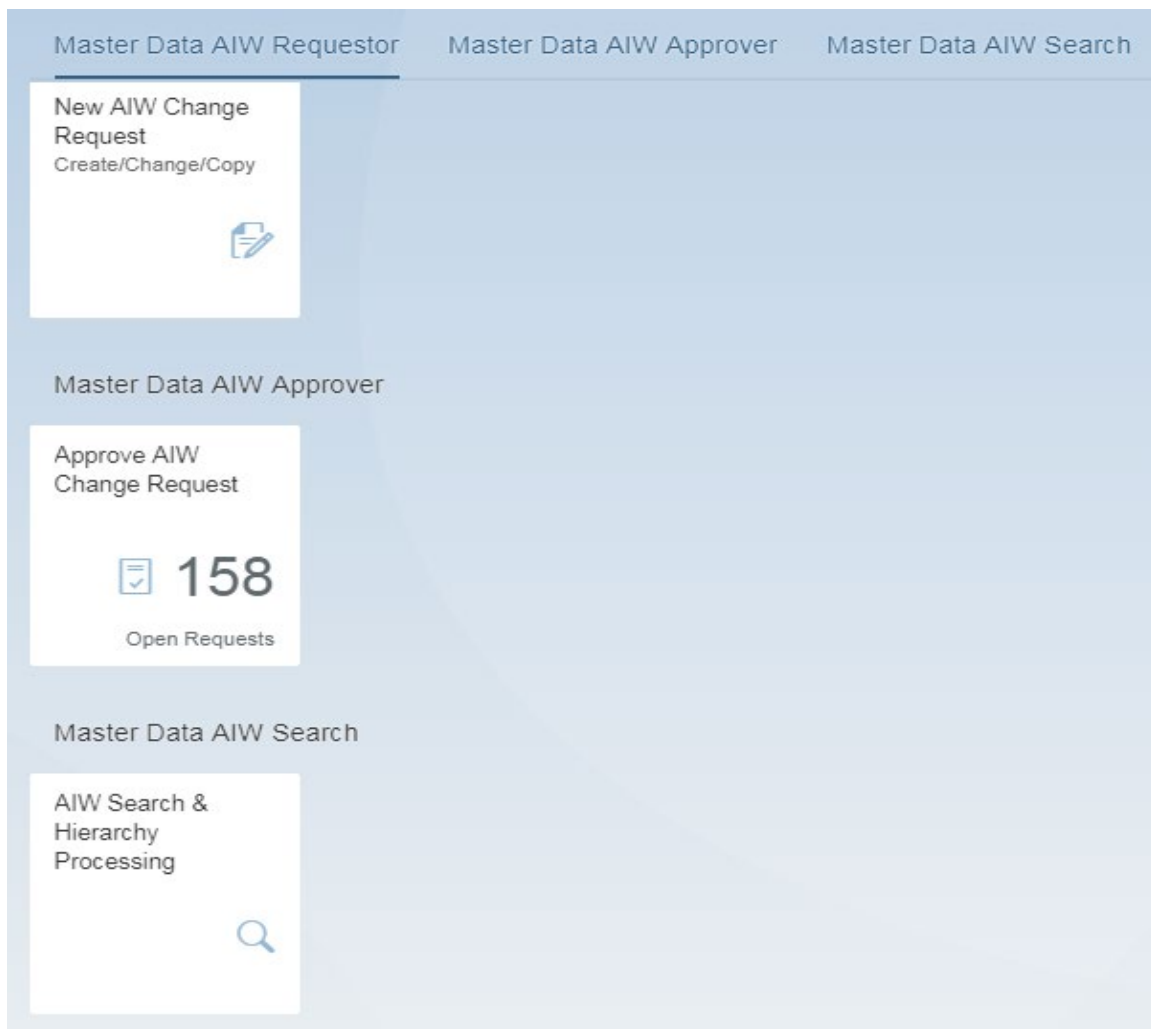 Master Data AIW Requestor Master Data AIW Approver Master Data AIW Search
New AIW Change
Request
Create/Change/Copy
Master Data AIW Approver
Approve AIW
Change Request
158
Open Requests
Master Data AIW Search
AIW Search &
Hierarchy
Processing